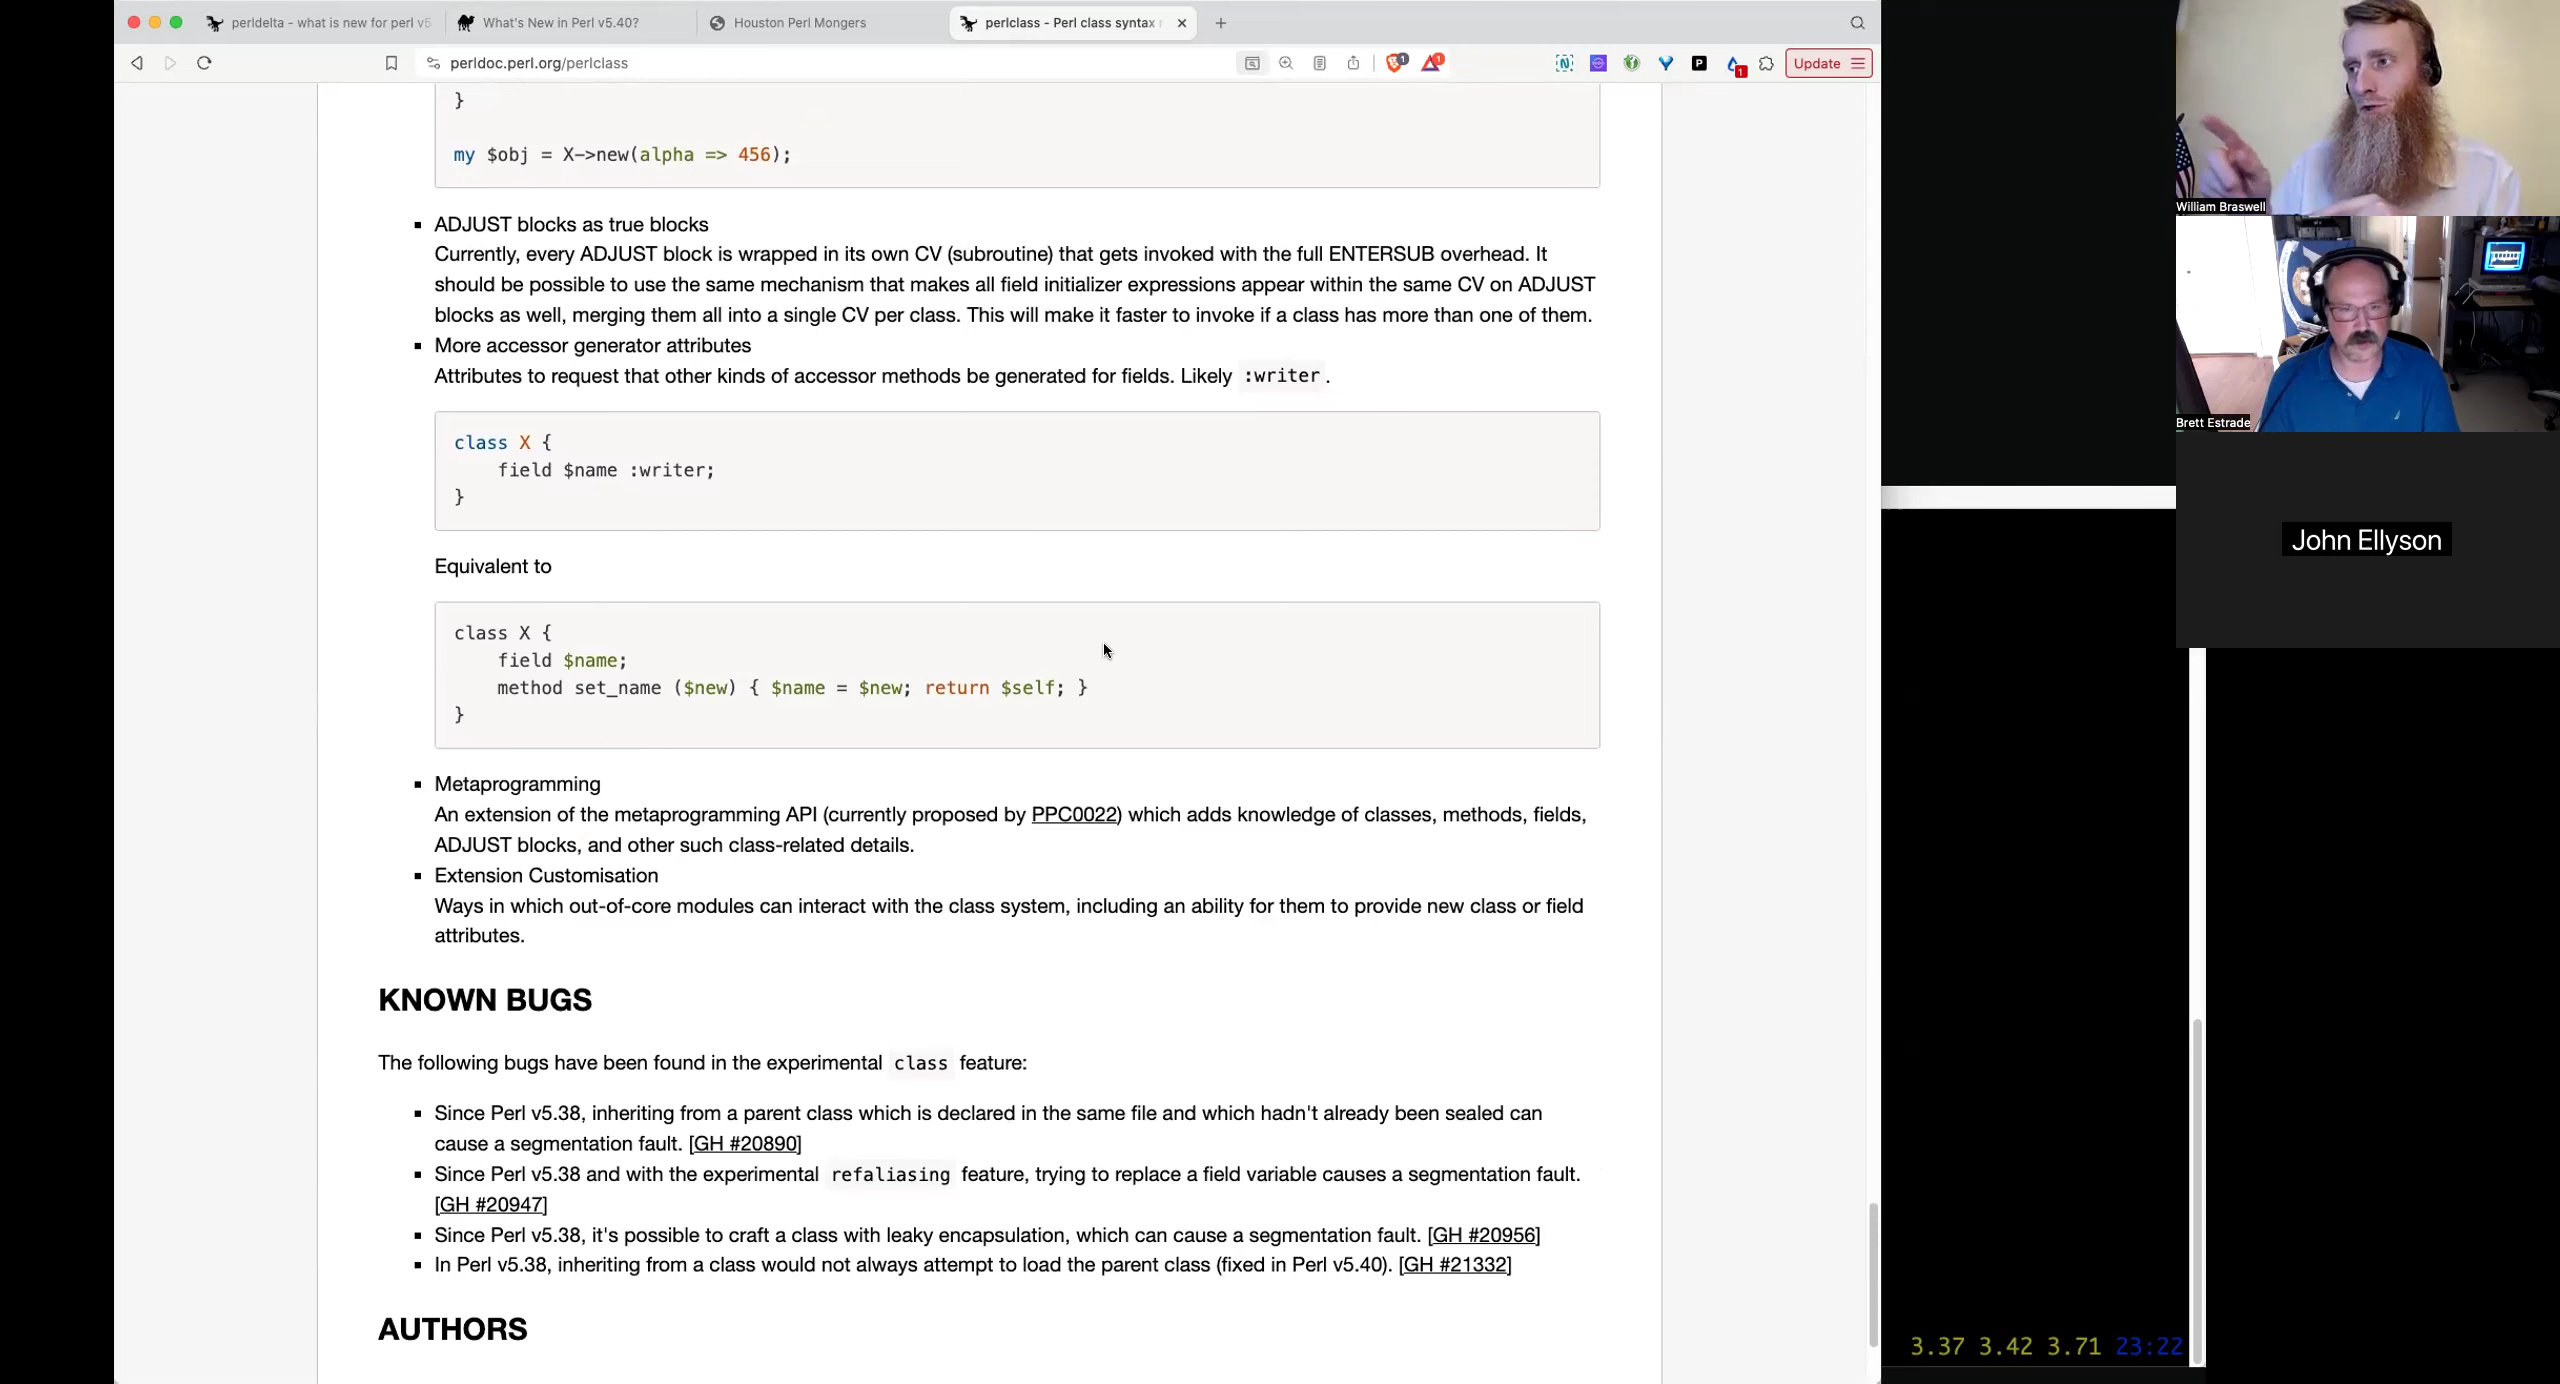 perldelta - what is new for perl v5
What's New in Perl v5.40?
Houston Perl Mongers
perlclass - Perl class syntax r
perldoc.perl.org/perlclass
Update
}
my $obj = X->new(alpha => 456);
ADJUST blocks as true blocks
Currently, every ADJUST block is wrapped in its own CV (subroutine) that gets invoked with the full ENTERSUB overhead. It
should be possible to use the same mechanism that makes all field initializer expressions appear within the same CV on ADJUST
blocks as well, merging them all into a single CV per class. This will make it faster to invoke if a class has more than one of them.
More accessor generator attributes
Attributes to request that other kinds of accessor methods be generated for fields. Likely :writer.
class X {
field $name :writer;
}
Equivalent to
class X {
field $name;
method set_name ($new) { $name = $new; return $self; }
}
Metaprogramming
An extension of the metaprogramming API (currently proposed by PPC0022) which adds knowledge of classes, methods, fields,
ADJUST blocks, and other such class-related details.
Extension Customisation
Ways in which out-of-core modules can interact with the class system, including an ability for them to provide new class or field
attributes.
KNOWN BUGS
The following bugs have been found in the experimental class feature:
Since Perl v5.38, inheriting from a parent class which is declared in the same file and which hadn't already been sealed can
cause a segmentation fault. [GH #20890]
Since Perl v5.38 and with the experimental refaliasing feature, trying to replace a field variable causes a segmentation fault.
[GH #20947]
Since Perl v5.38, it's possible to craft a class with leaky encapsulation, which can cause a segmentation fault. [GH #20956]
In Perl v5.38, inheriting from a class would not always attempt to load the parent class (fixed in Perl v5.40). [GH #21332]
AUTHORS
William Braswell
Brett Estrade
John Ellyson
3.37 3.42 3.71 23:22